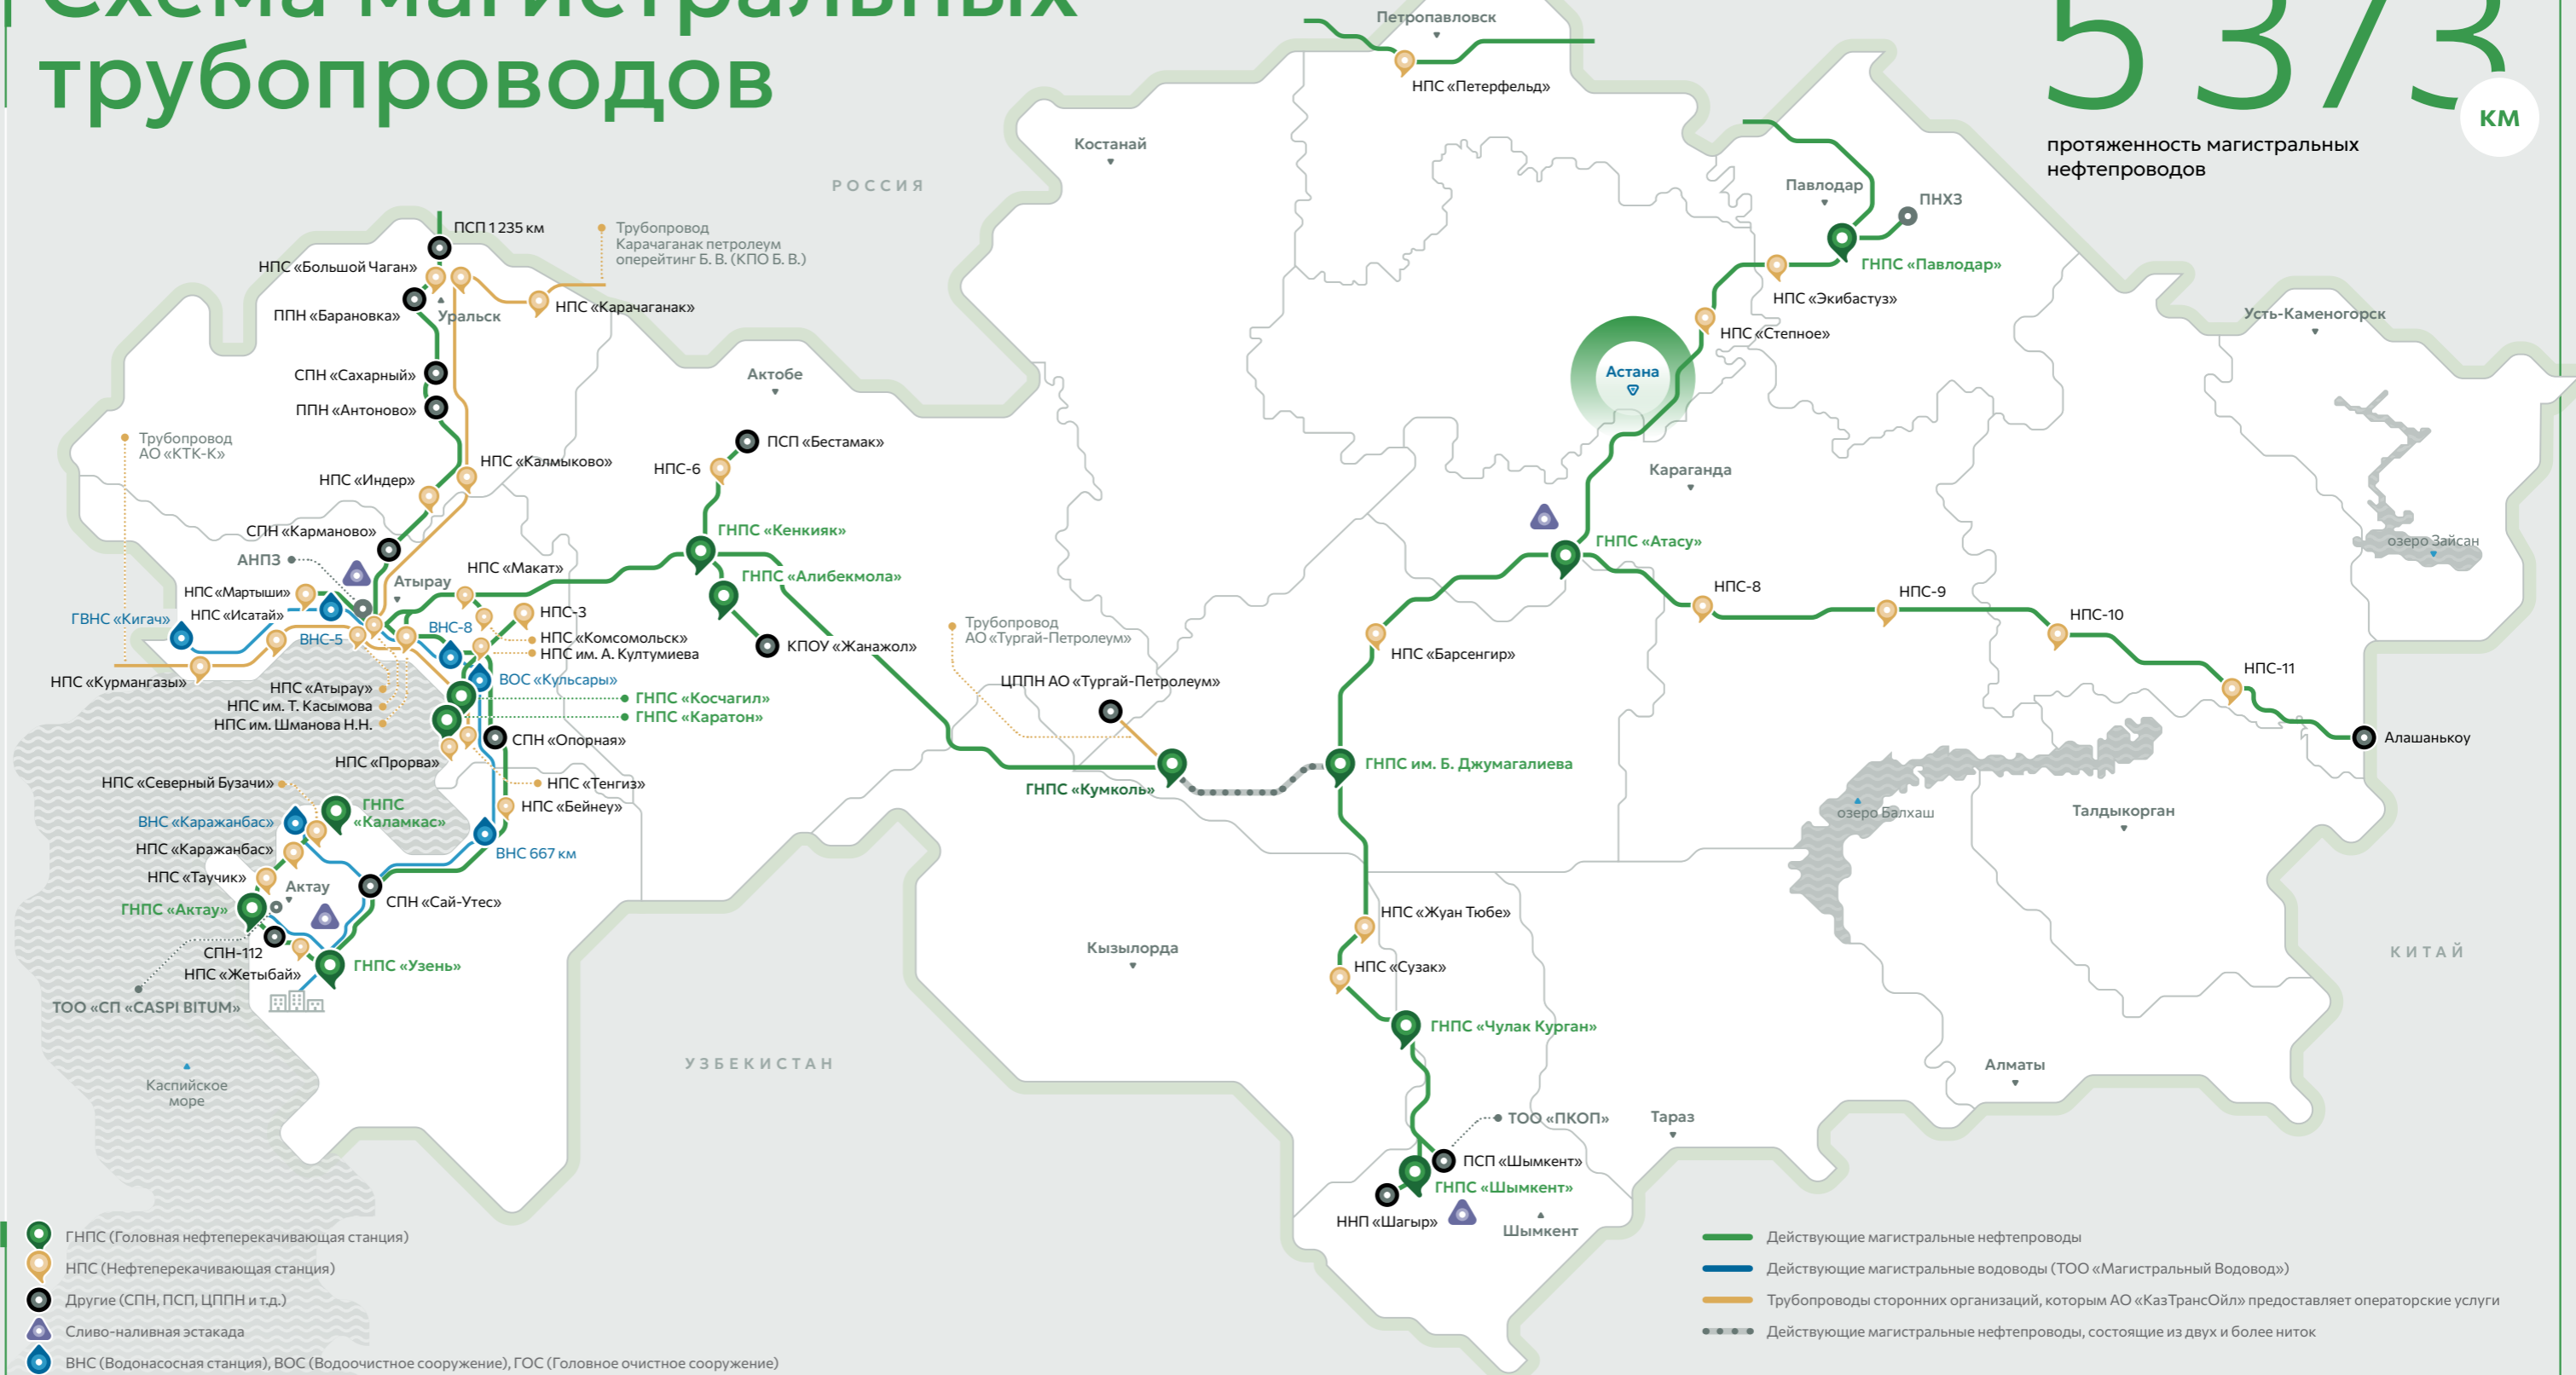 Схема магистральных
трубопроводов
5 373
КМ
протяженность магистральных
нефтепроводов
Петропавловск
НПС «Петерфельд»
Костанай
РОССИЯ
Павлодар
ПНХЗ
ГНПС «Павлодар»
НПС «Экибастуз»
НПС «Степное»
Усть-Каменогорск
Астана
Караганда
озеро Зайсан
ПСП 1 235 км
НПС «Большой Чаган»
ППН «Барановка»
Уральск
Трубопровод
Карачаганак петролеум
оперейтинг Б. В. (КПО Б. В.)
НПС «Карачаганак»
СПН «Сахарный»
ППН «Антоново»
Трубопровод
АО «КТК-К»
НПС «Калмыково»
НПС «Индер»
СПН «Карманово»
АНПЗ
Атырау
НПС «Макат»
НПС «Мартыши»
НПС «Исатай»
ГВНС «Кигач»
ВНС-5
ВНС-8
НПС-3
НПС «Комсомольск»
НПС им. А. Култумиева
ВОС «Кульсары»
НПС «Курмангазы»
НПС «Атырау»
НПС им. Т. Касымова
НПС им. Шманова Н.Н.
ГНПС «Косчагил»
ГНПС «Каратон»
СПН «Опорная»
НПС «Прорва»
НПС «Тенгиз»
НПС «Северный Бузачи»
НПС «Бейнеу»
ГНПС
«Каламкас»
ВНС «Каражанбас»
НПС «Каражанбас»
ВНС 667 км
НПС «Таучик»
Актау
ГНПС «Актау»
СПН «Сай-Утес»
СПН-112
НПС «Жетыбай»
ГНПС «Узень»
ТОО «СП «CASPI BITUM»
Каспийское
море
УЗБЕКИСТАН
Актобе
ПСП «Бестамак»
НПС-6
ГНПС «Кенкияк»
ГНПС «Алибекмола»
КПОУ «Жанажол»
Трубопровод
АО «Тургай-Петролеум»
ЦППН АО «Тургай-Петролеум»
ГНПС «Кумколь»
ГНПС «Атасу»
НПС «Барсенгир»
ГНПС им. Б. Джумагалиева
НПС-8
НПС-9
НПС-10
НПС-11
Алашанькоу
озеро Балхаш
Талдыкорган
КИТАЙ
Алматы
Кызылорда
НПС «Жуан Тюбе»
НПС «Сузак»
ГНПС «Чулак Курган»
ТОО «ПКОП»
Тараз
ПСП «Шымкент»
ГНПС «Шымкент»
ННП «Шагыр»
Шымкент
ГНПС (Головная нефтеперекачивающая станция)
НПС (Нефтеперекачивающая станция)
Другие (СПН, ПСП, ЦППН и т.д.)
Сливо-наливная эстакада
ВНС (Водонасосная станция), ВОС (Водоочистное сооружение), ГОС (Головное очистное сооружение)
Действующие магистральные нефтепроводы
Действующие магистральные водоводы (ТОО «Магистральный Водовод»)
Трубопроводы сторонних организаций, которым АО «КазТрансОйл» предоставляет операторские услуги
Действующие магистральные нефтепроводы, состоящие из двух и более ниток